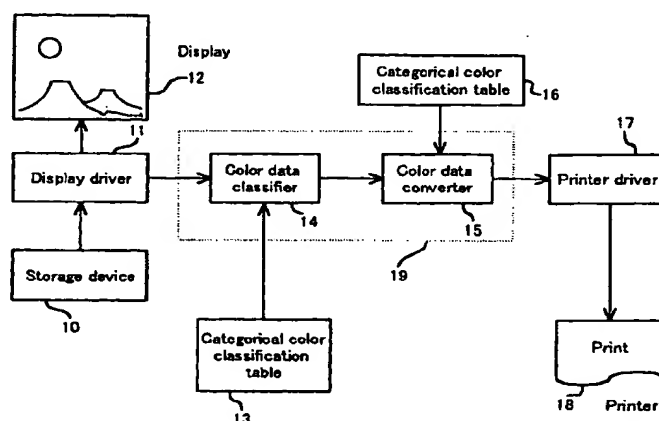 Display
12
11
Display driver
Storage device
10
Color data
classifier
14
Categorical color
classification table
16
Color data
converter
15
19
Categorical color
classification
table
13
17
Printer driver
Print
18
Printer